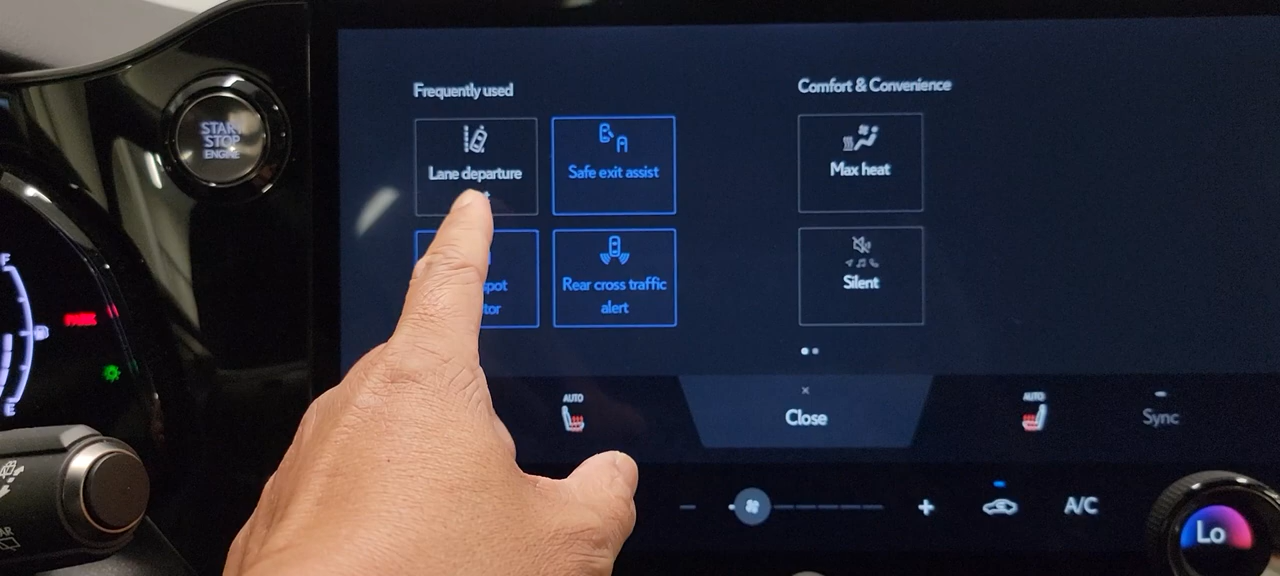 START
STOP
ENGINE
Frequently used
Comfort & Convenience
Lane departure
Safe exit assist
Max heat
spot
tor
Rear cross traffic
alert
Silent
F
E
PARK
AUTO
Close
AUTO
Sync
A/C
Lo